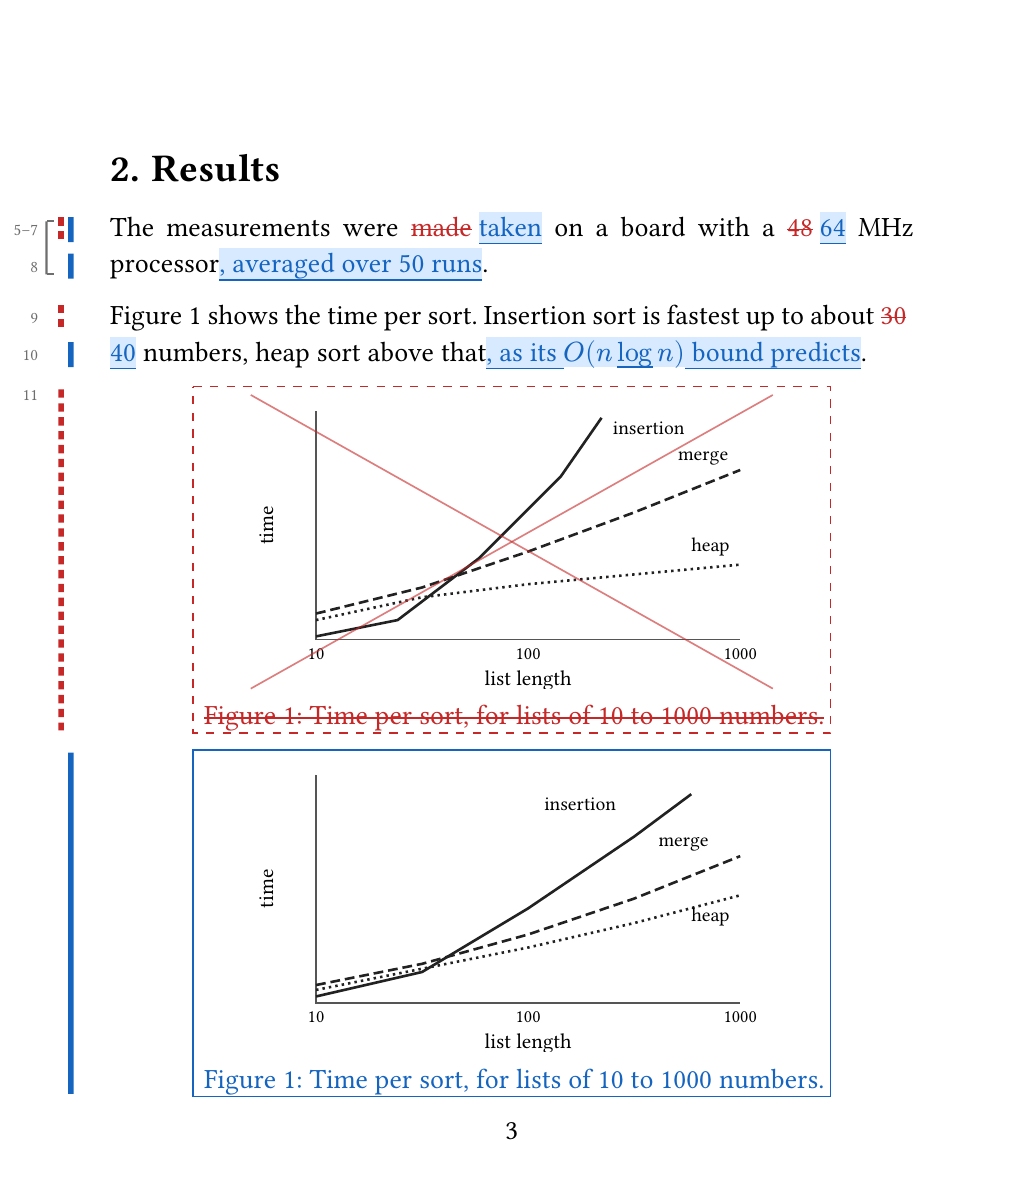 2. Results
5–7
The measurements were made taken on a board with a 48 64 MHz
8
processor, averaged over 50 runs.
9
Figure 1 shows the time per sort. Insertion sort is fastest up to about 30
10
40 numbers, heap sort above that, as its O(n log n) bound predicts.
11
insertion
merge
time
heap
10 100 1000
list length
Figure 1: Time per sort, for lists of 10 to 1000 numbers.
insertion
merge
time
heap
10 100 1000
list length
Figure 1: Time per sort, for lists of 10 to 1000 numbers.
3